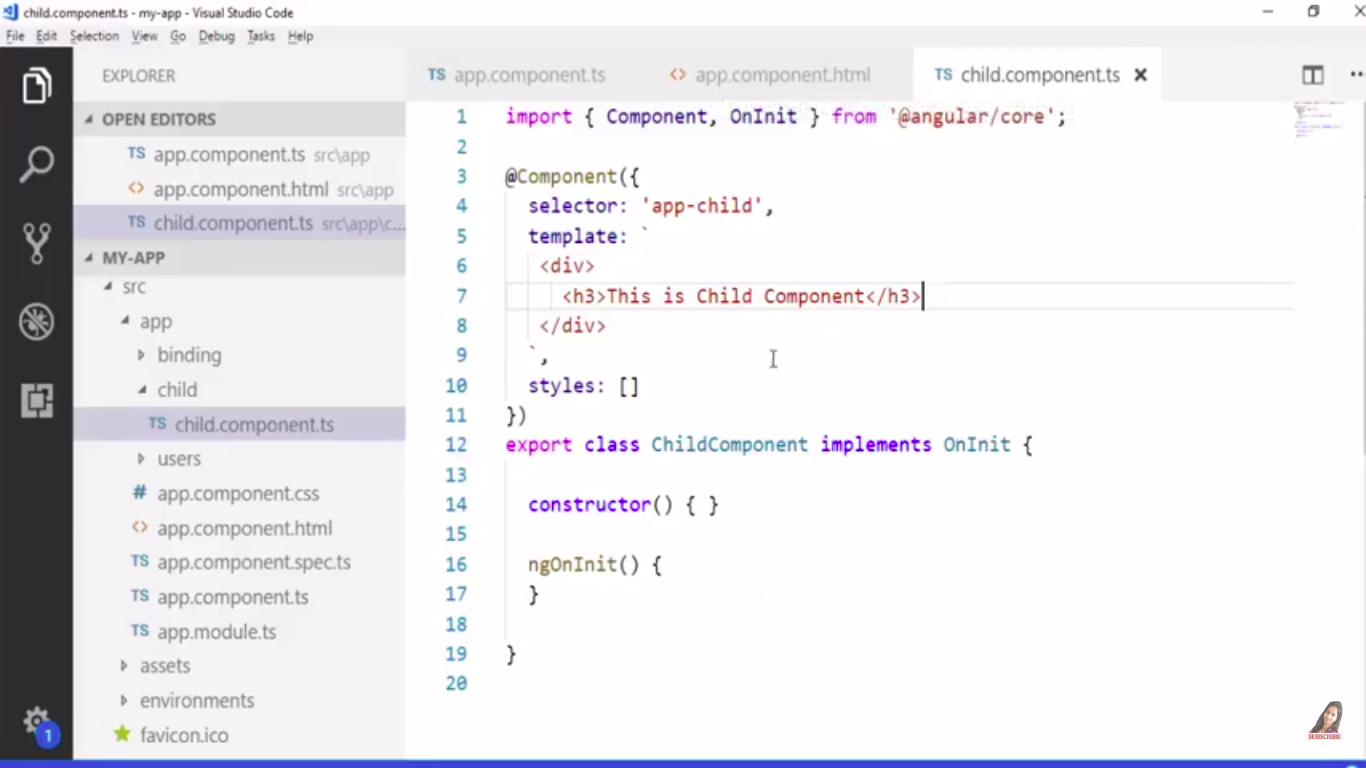 child.component.ts - my-app - Visual Studio Code
File Edit Selection View Go Debug Tasks Help
EXPLORER
OPEN EDITORS
TS app.component.ts src\app
<> app.component.html src\app
TS child.component.ts src\app\c...
MY-APP
src
app
binding
child
TS child.component.ts
users
# app.component.css
<> app.component.html
TS app.component.spec.ts
TS app.component.ts
TS app.module.ts
assets
environments
favicon.ico
1
TS app.component.ts <> app.component.html TS child.component.ts
1 import { Component, OnInit } from '@angular/core';
2
3 @Component({
4 selector: 'app-child',
5 template: `
6 <div>
7 <h3>This is Child Component</h3>
8 </div>
9 `,
10 styles: []
11 })
12 export class ChildComponent implements OnInit {
13
14 constructor() { }
15
16 ngOnInit() {
17 }
18
19 }
20
SUBSCRIBE